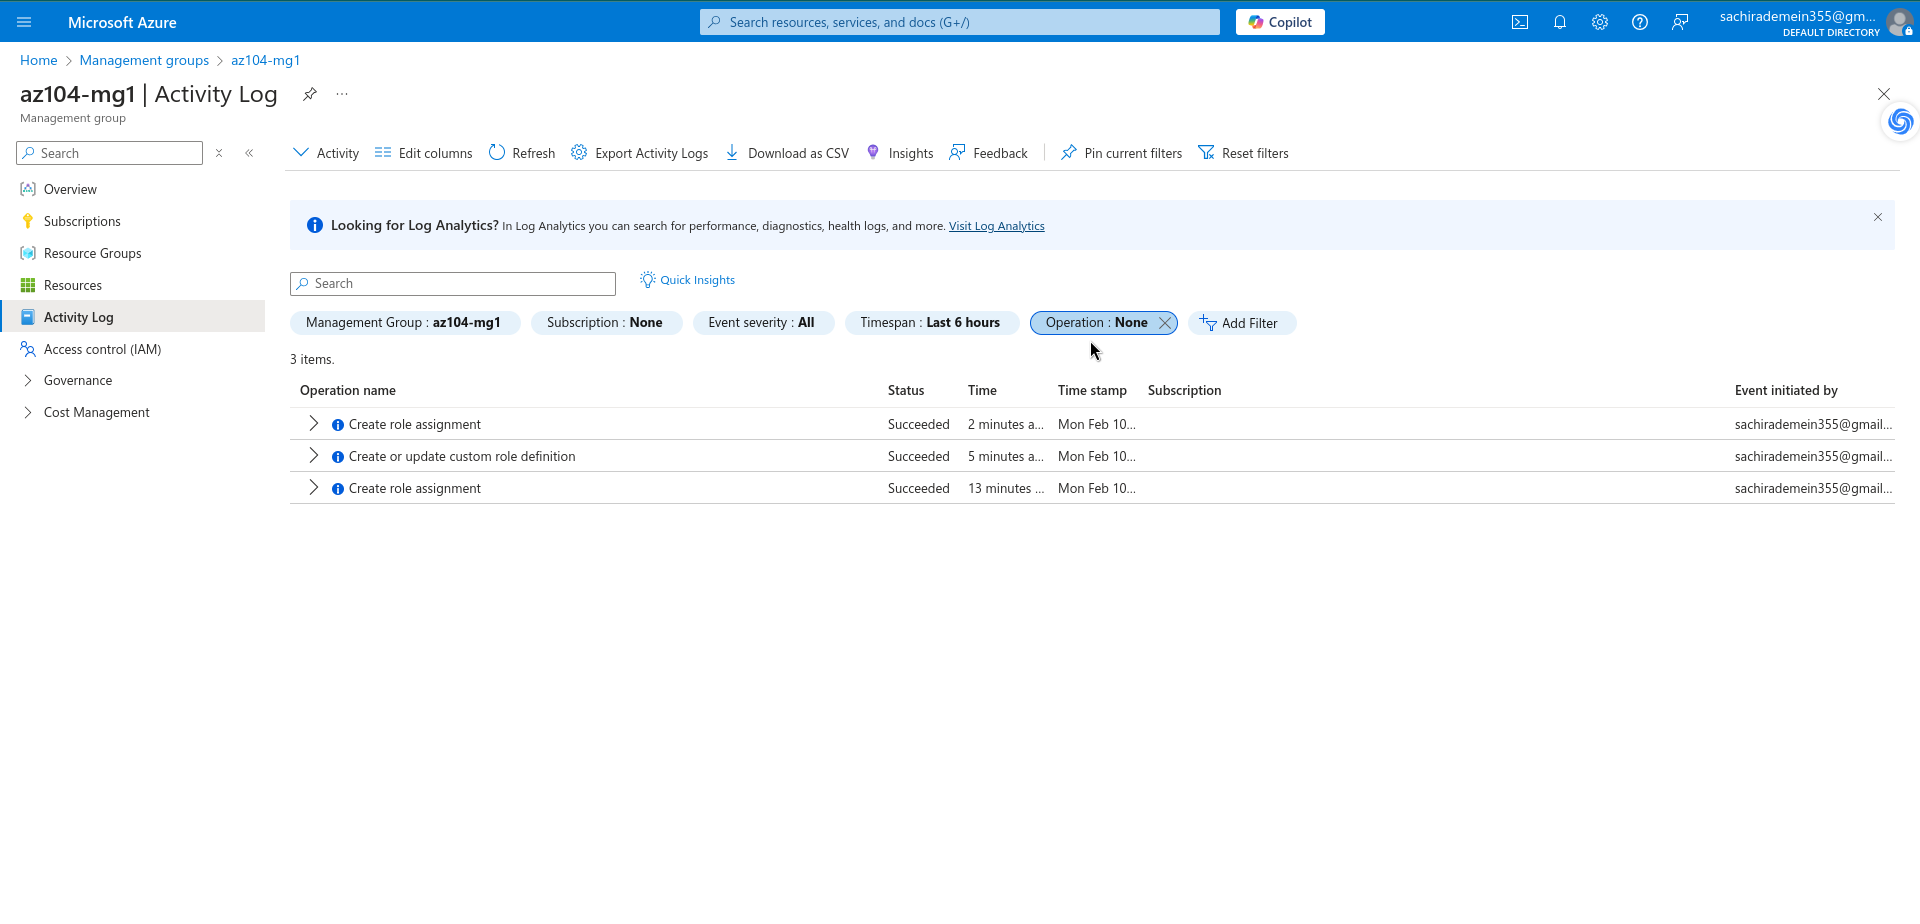 Microsoft Azure
Search resources, services, and docs (G+/)
Copilot
sachirademein355@gm...
DEFAULT DIRECTORY
Home > Management groups > az104-mg1
az104-mg1 | Activity Log
...
Management group
Search
Overview
Subscriptions
Resource Groups
Resources
Activity Log
Access control (IAM)
Governance
Cost Management
Activity Edit columns Refresh Export Activity Logs Download as CSV Insights Feedback Pin current filters Reset filters
Looking for Log Analytics? In Log Analytics you can search for performance, diagnostics, health logs, and more. Visit Log Analytics
Search
Quick Insights
Management Group : az104-mg1 Subscription : None Event severity : All Timespan : Last 6 hours Operation : None Add Filter
3 items.
Operation name Status Time Time stamp Subscription Event initiated by
Create role assignment Succeeded 2 minutes a... Mon Feb 10... sachirademein355@gmail...
Create or update custom role definition Succeeded 5 minutes a... Mon Feb 10... sachirademein355@gmail...
Create role assignment Succeeded 13 minutes ... Mon Feb 10... sachirademein355@gmail...